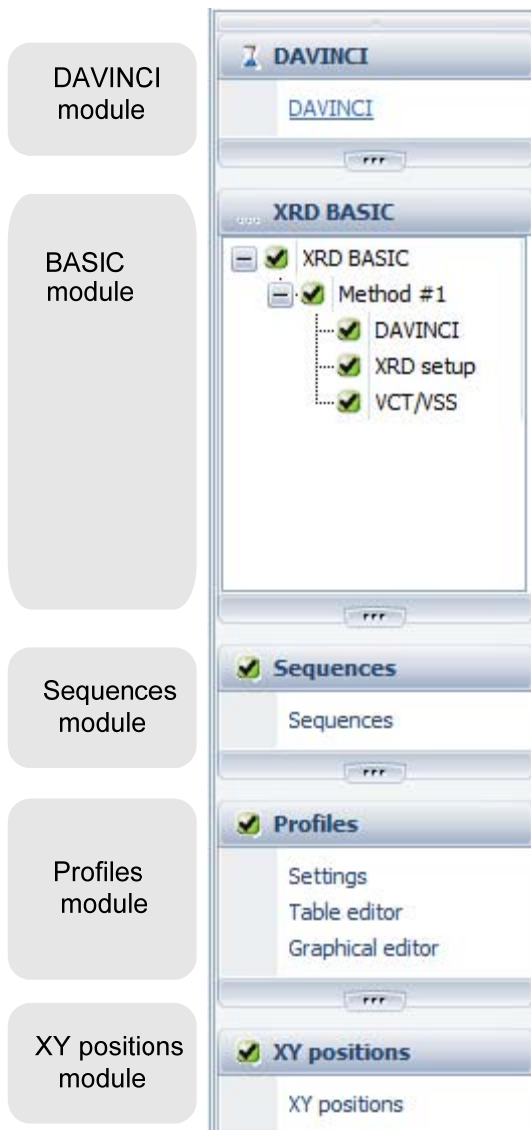 DAVINCI
module
DAVINCI
DAVINCI
BASIC
module
XRD BASIC
XRD BASIC
Method #1
DAVINCI
XRD setup
VCT/VSS
Sequences
module
Sequences
Sequences
Profiles
module
Profiles
Settings
Table editor
Graphical editor
XY positions
module
XY positions
XY positions